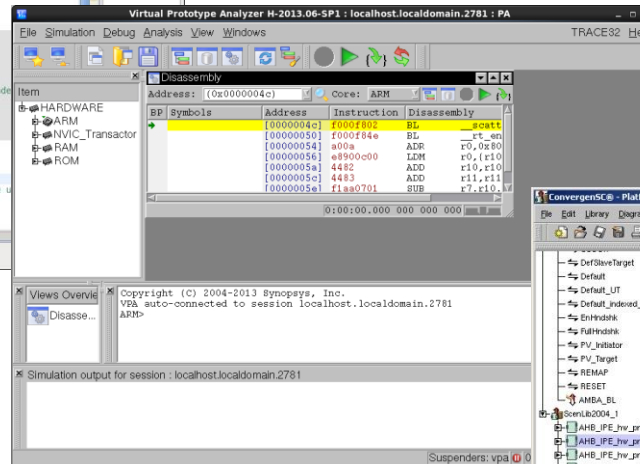 Virtual Prototype Analyzer H-2013.06-SP1 : localhost.localdomain.2781 : PA
File Simulation Debug Analysis View Windows TRACE32 He
Item
HARDWARE
ARM
NVIC_Transactor
RAM
ROM
Disassembly
Address: (0x0000004c) Core: ARM
BP Symbols Address Instruction Disassembly
[0000004c] f000f802 BL __scatt
[00000050] f000f84e BL __rt_en
[00000054] a00a ADR r0,0x80
[00000056] e8900c00 LDM r0,{r10
[0000005a] 4482 ADD r10,r10
[0000005c] 4483 ADD r11,r11
[0000005e] f1aa0701 SUB r7,r10,
0:00:00.000 000 000 000
Views Overvie
Disasse...
Copyright (C) 2004-2013 Synopsys, Inc.
VPA auto-connected to session localhost.localdomain.2781
ARM>
Simulation output for session : localhost.localdomain.2781
Suspenders: vpa 0
ConvergenSC® - Platf
File Edit Library Diagra
DefSlaveTarget
Default
Default_UT
Default_indexed_
EnHndshk
FullHndshk
PV_Initiator
PV_Target
REMAP
RESET
AMBA_BL
ScenLib2004_1
AHB_IPE_hw_pr
AHB_IPE_hw_pr
AHB_IPE_hw_pr